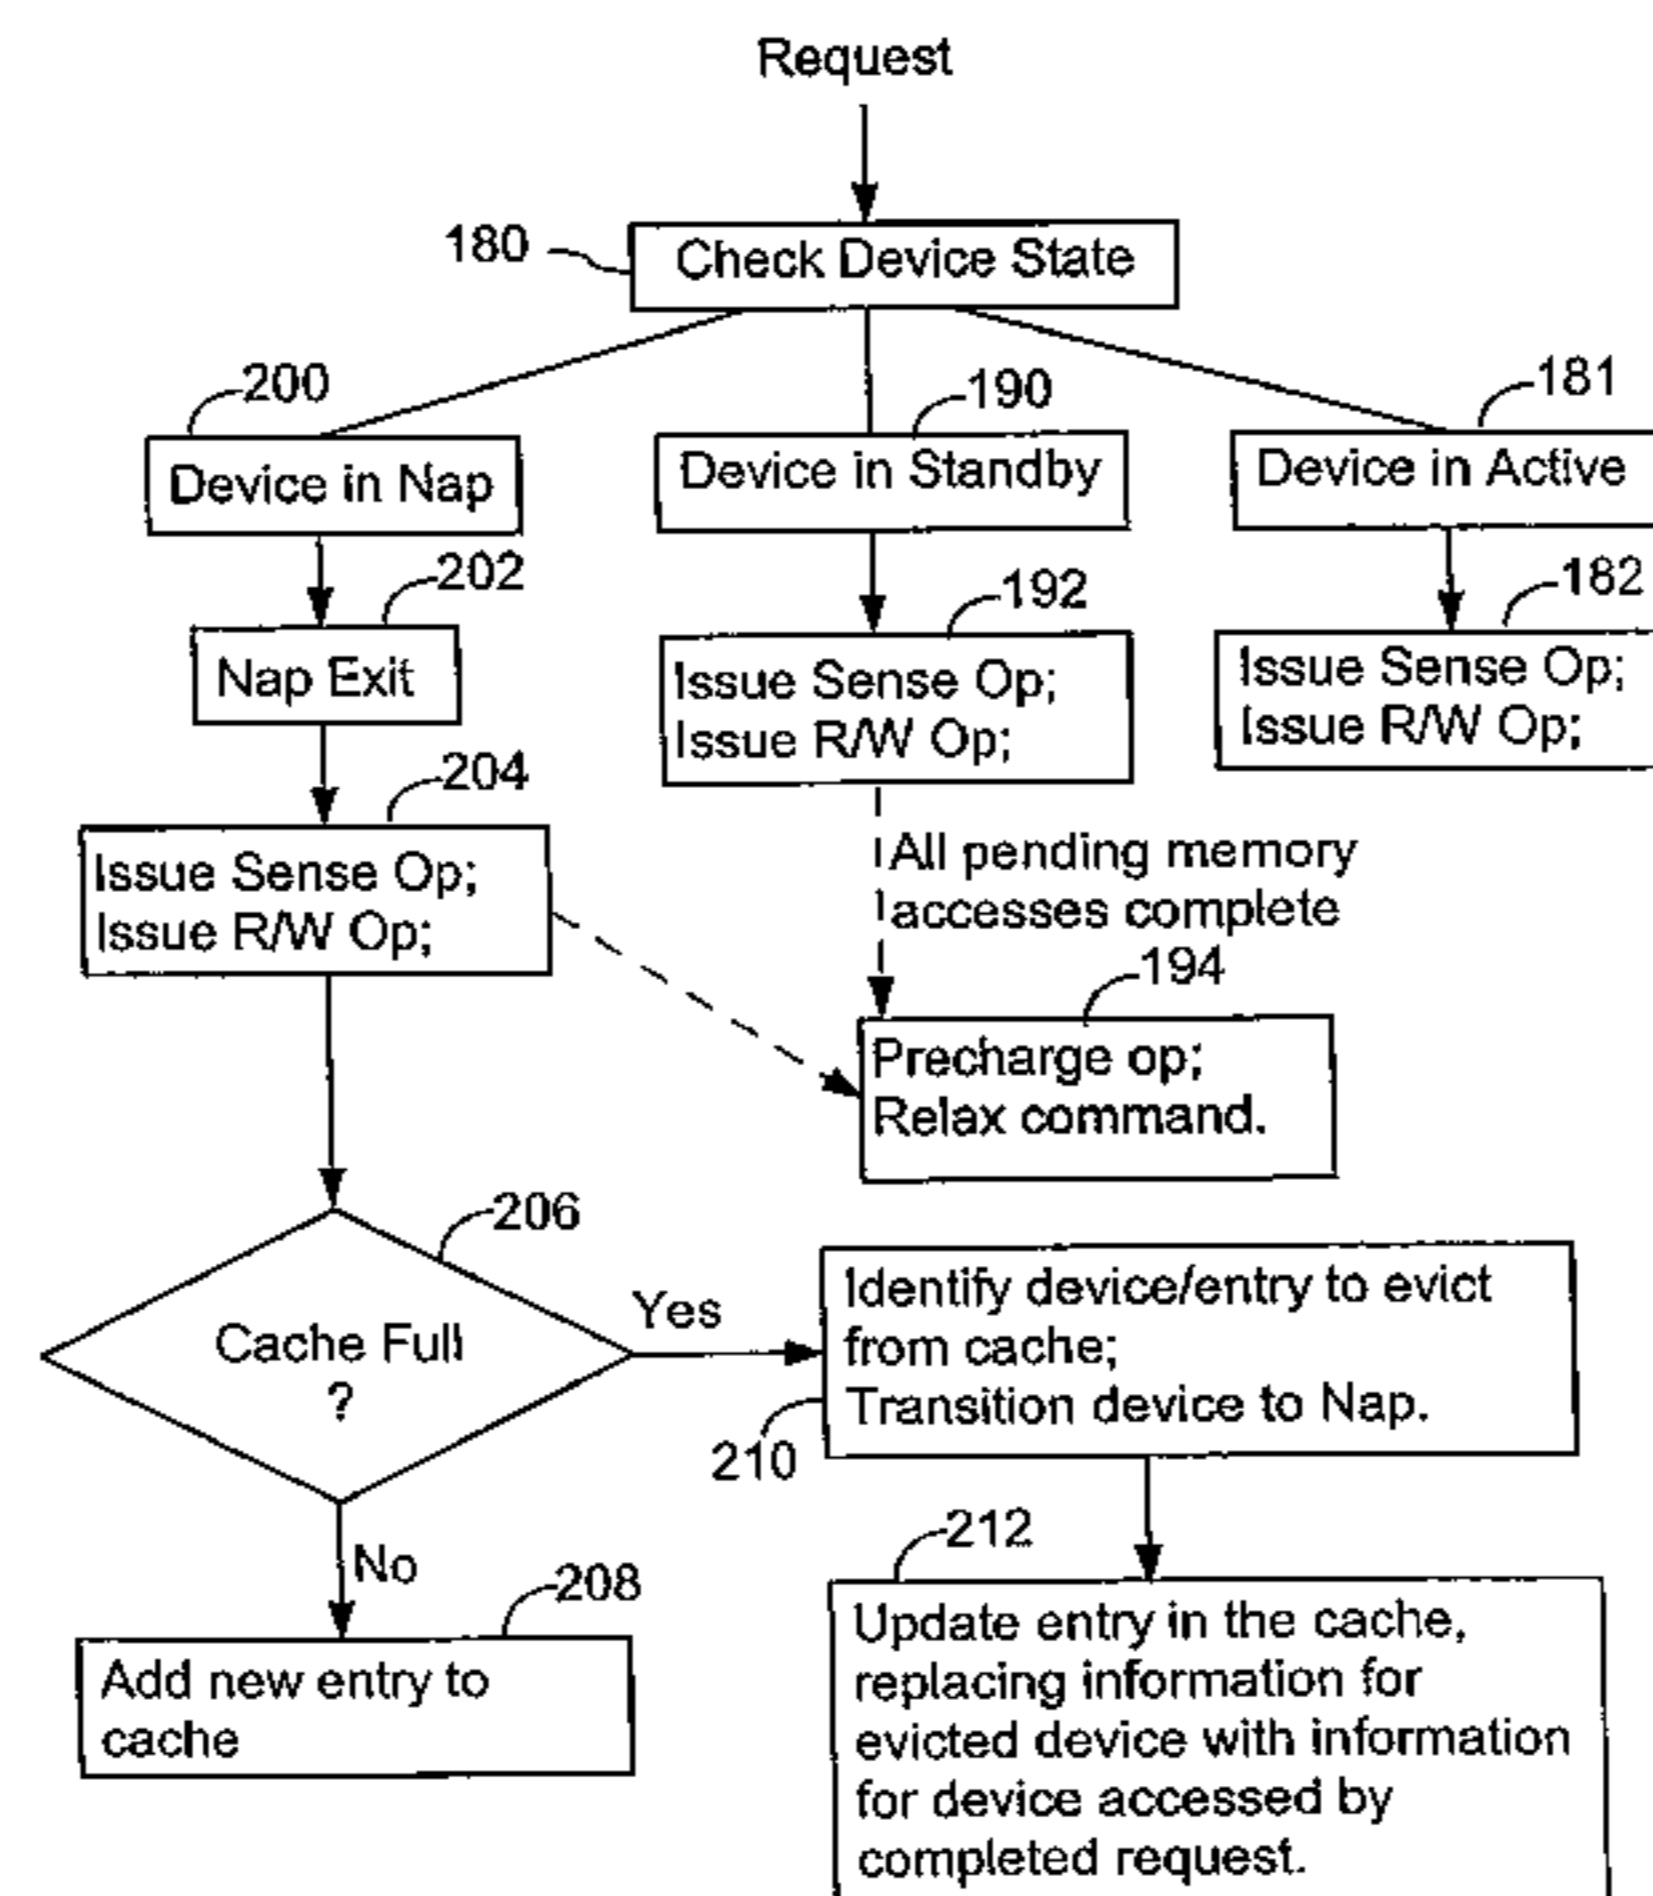 Request
180
Check Device State
200
190
181
Device in Nap
Device in Standby
Device in Active
202
192
182
Nap Exit
Issue Sense Op;
Issue R/W Op;
Issue Sense Op;
Issue R/W Op;
204
Issue Sense Op;
Issue R/W Op;
All pending memory
accesses complete
194
Precharge op;
Relax command.
206
Cache Full
?
Yes
Identify device/entry to evict
from cache;
Transition device to Nap.
210
No
212
208
Add new entry to
cache
Update entry in the cache,
replacing information for
evicted device with information
for device accessed by
completed request.